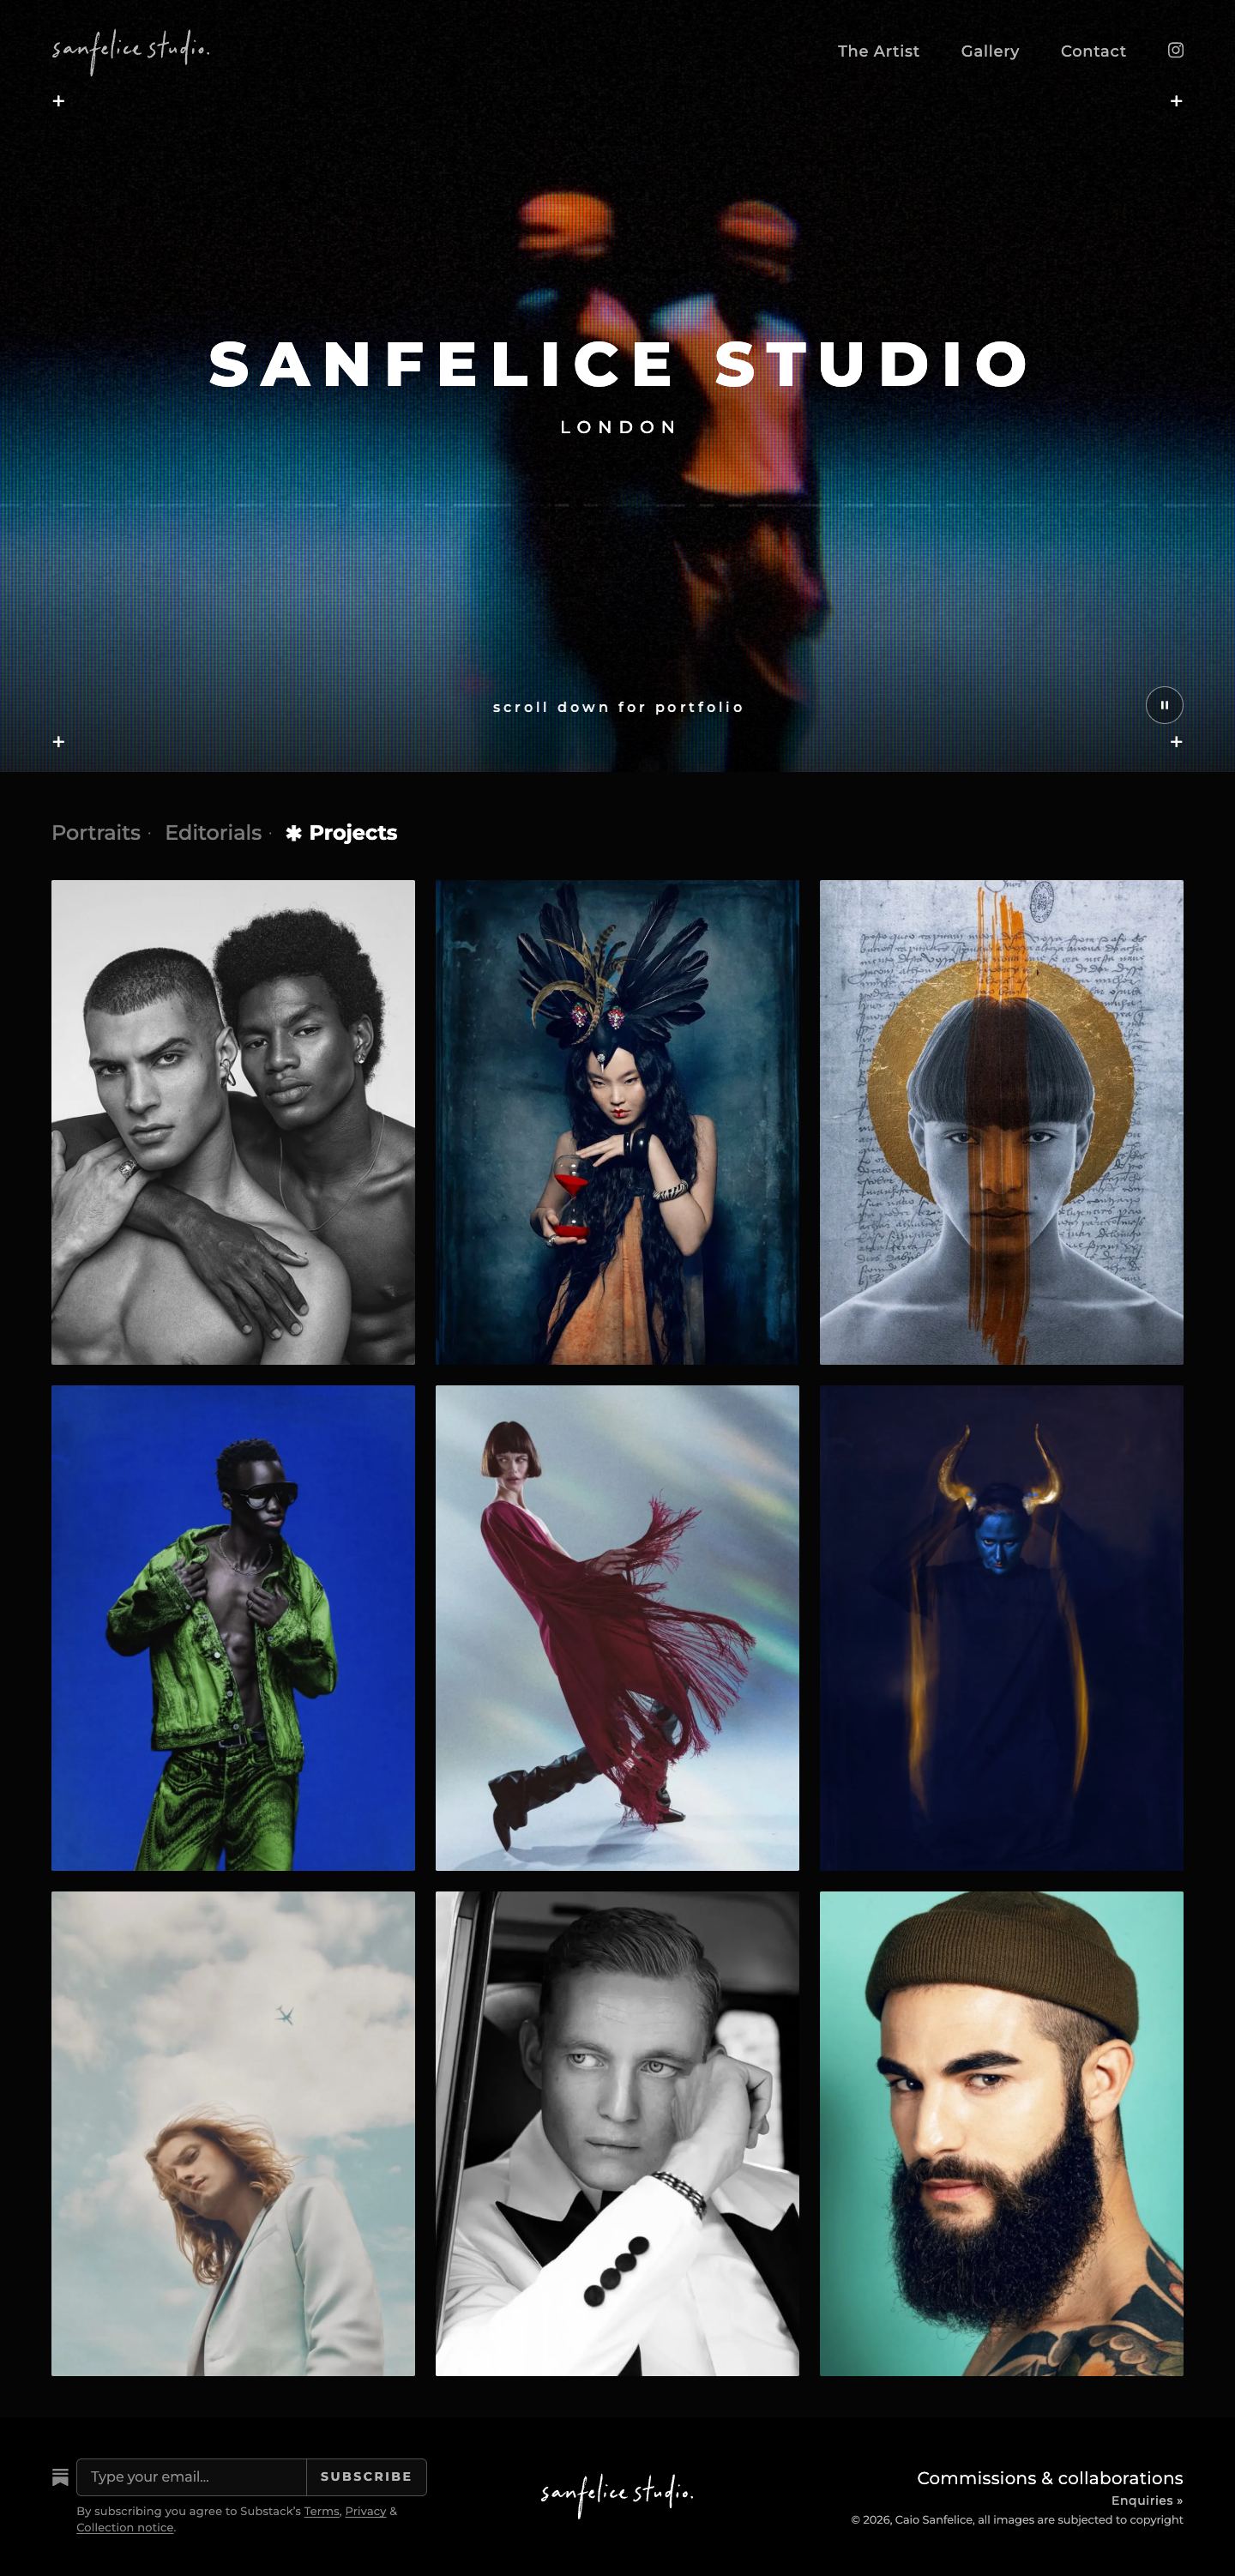 sanfelice studio.
The Artist Gallery Contact
SANFELICE STUDIO
LONDON
scroll down for portfolio
Portraits · Editorials · ✱ Projects
Type your email... SUBSCRIBE
By subscribing you agree to Substack's Terms, Privacy &
Collection notice.
sanfelice studio.
Commissions & collaborations
Enquiries »
© 2026, Caio Sanfelice, all images are subjected to copyright